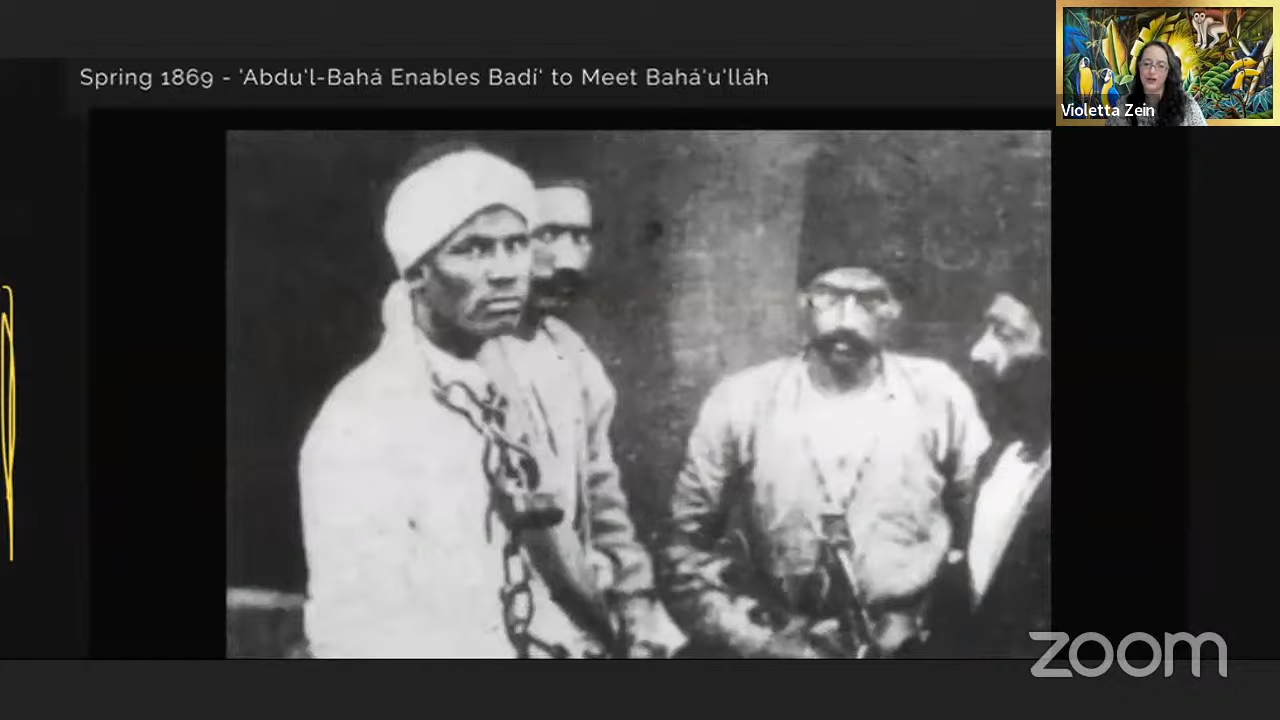 Spring 1869 - 'Abdu'l-Bahá Enables Badí' to Meet Bahá'u'lláh
Violetta Zein
zoom